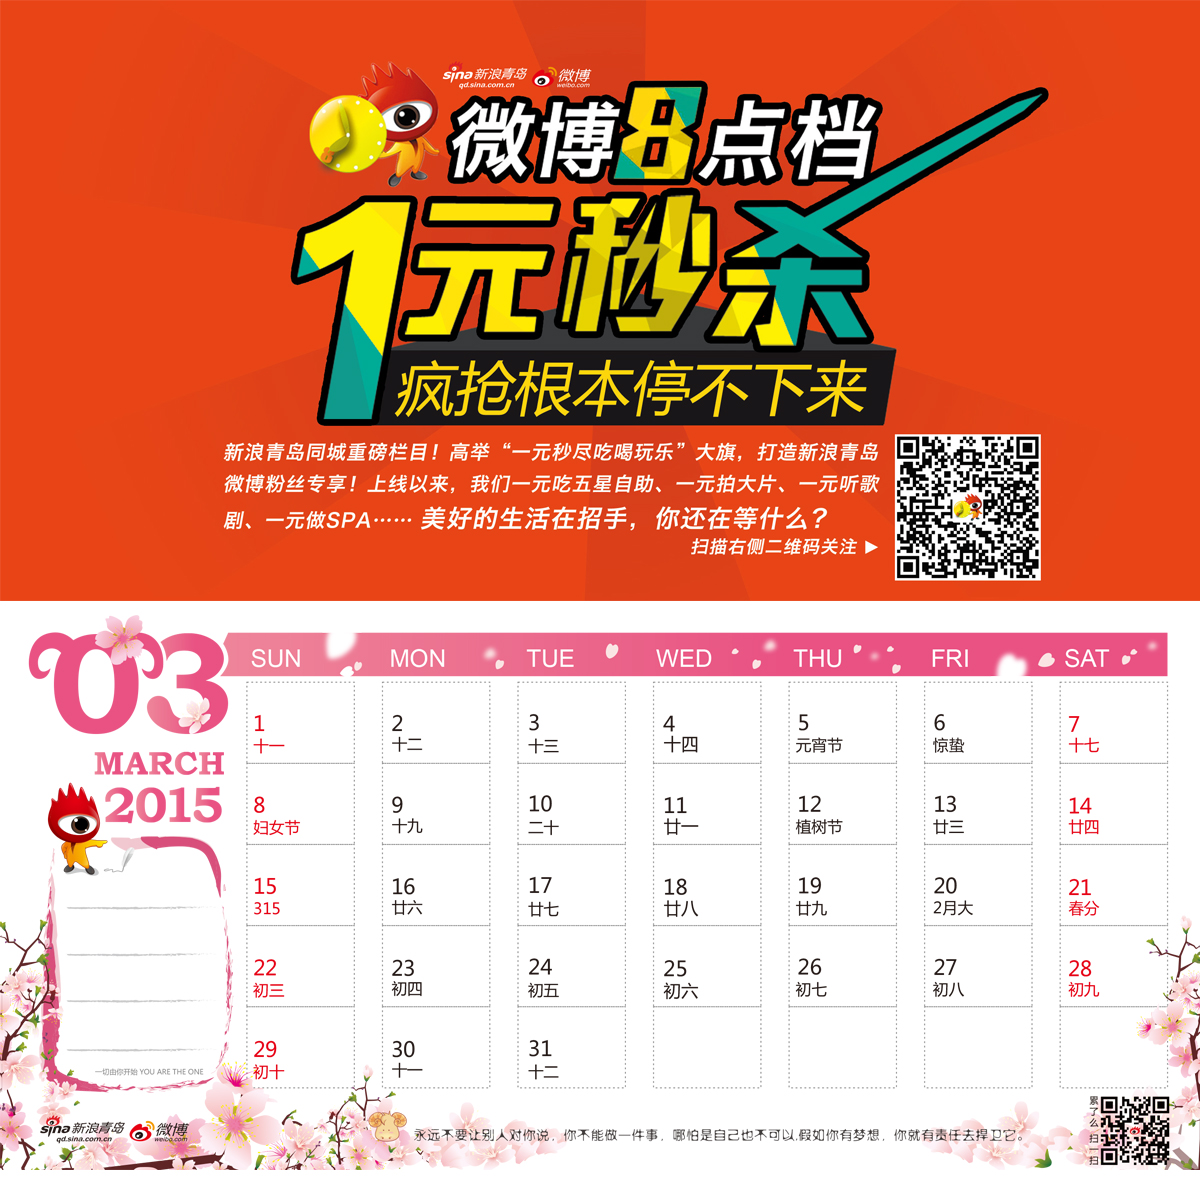 sina新浪青岛 微博
qd.sina.com.cn weibo.com
微博8点档
1元秒杀
疯抢根本停不下来
新浪青岛同城重磅栏目！高举“一元秒尽吃喝玩乐”大旗，打造新浪青岛
微博粉丝专享！上线以来，我们一元吃五星自助、一元拍大片、一元听歌
剧、一元做SPA…… 美好的生活在招手，你还在等什么？
扫描右侧二维码关注 ▶
03
MARCH
2015
SUN MON TUE WED THU FRI SAT
1 2 3 4 5 6 7
十一 十二 十三 十四 元宵节 惊蛰 十七
8 9 10 11 12 13 14
妇女节 十九 二十 廿一 植树节 廿三 廿四
15 16 17 18 19 20 21
315 廿六 廿七 廿八 廿九 2月大 春分
22 23 24 25 26 27 28
初三 初四 初五 初六 初七 初八 初九
29 30 31
初十 十一 十二
一切由你开始 YOU ARE THE ONE
sina新浪青岛 微博
qd.sina.com.cn weibo.com
永远不要让别人对你说，你不能做一件事，哪怕是自己也不可以,假如你有梦想，你就有责任去捍卫它。
累了么 扫一扫